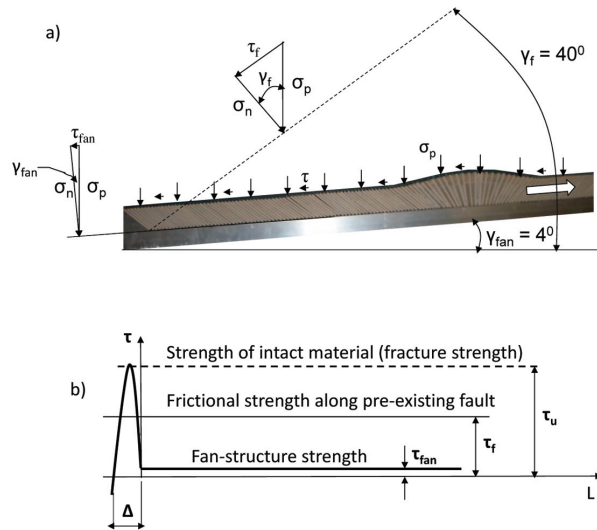 a)
τf
γf
σn
σp
γf = 40⁰
τfan
γfan
σn
σp
τ
σp
γfan = 4⁰
τ
Strength of intact material (fracture strength)
b)
Frictional strength along pre-existing fault
τu
τf
Fan-structure strength
τfan
L
Δ